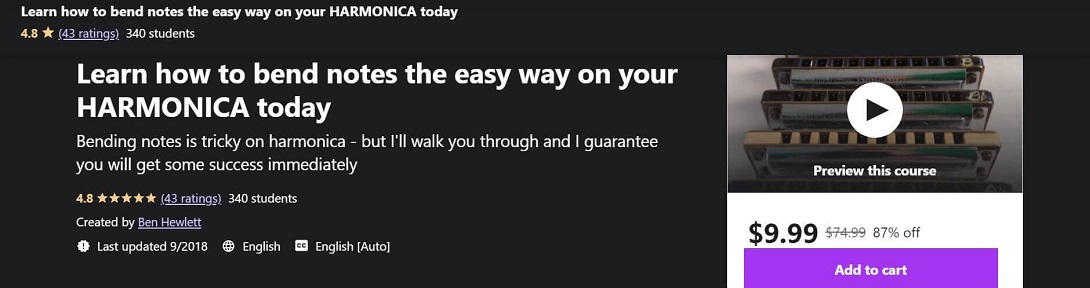 Learn how to bend notes the easy way on your HARMONICA today
4.8 ★ (43 ratings) 340 students
Learn how to bend notes the easy way on your
HARMONICA today
Bending notes is tricky on harmonica - but I'll walk you through and I guarantee
you will get some success immediately
4.8 ★★★★★ (43 ratings) 340 students
Created by Ben Hewlett
Last updated 9/2018 English CC English [Auto]
Preview this course
$9.99 $74.99 87% off
Add to cart